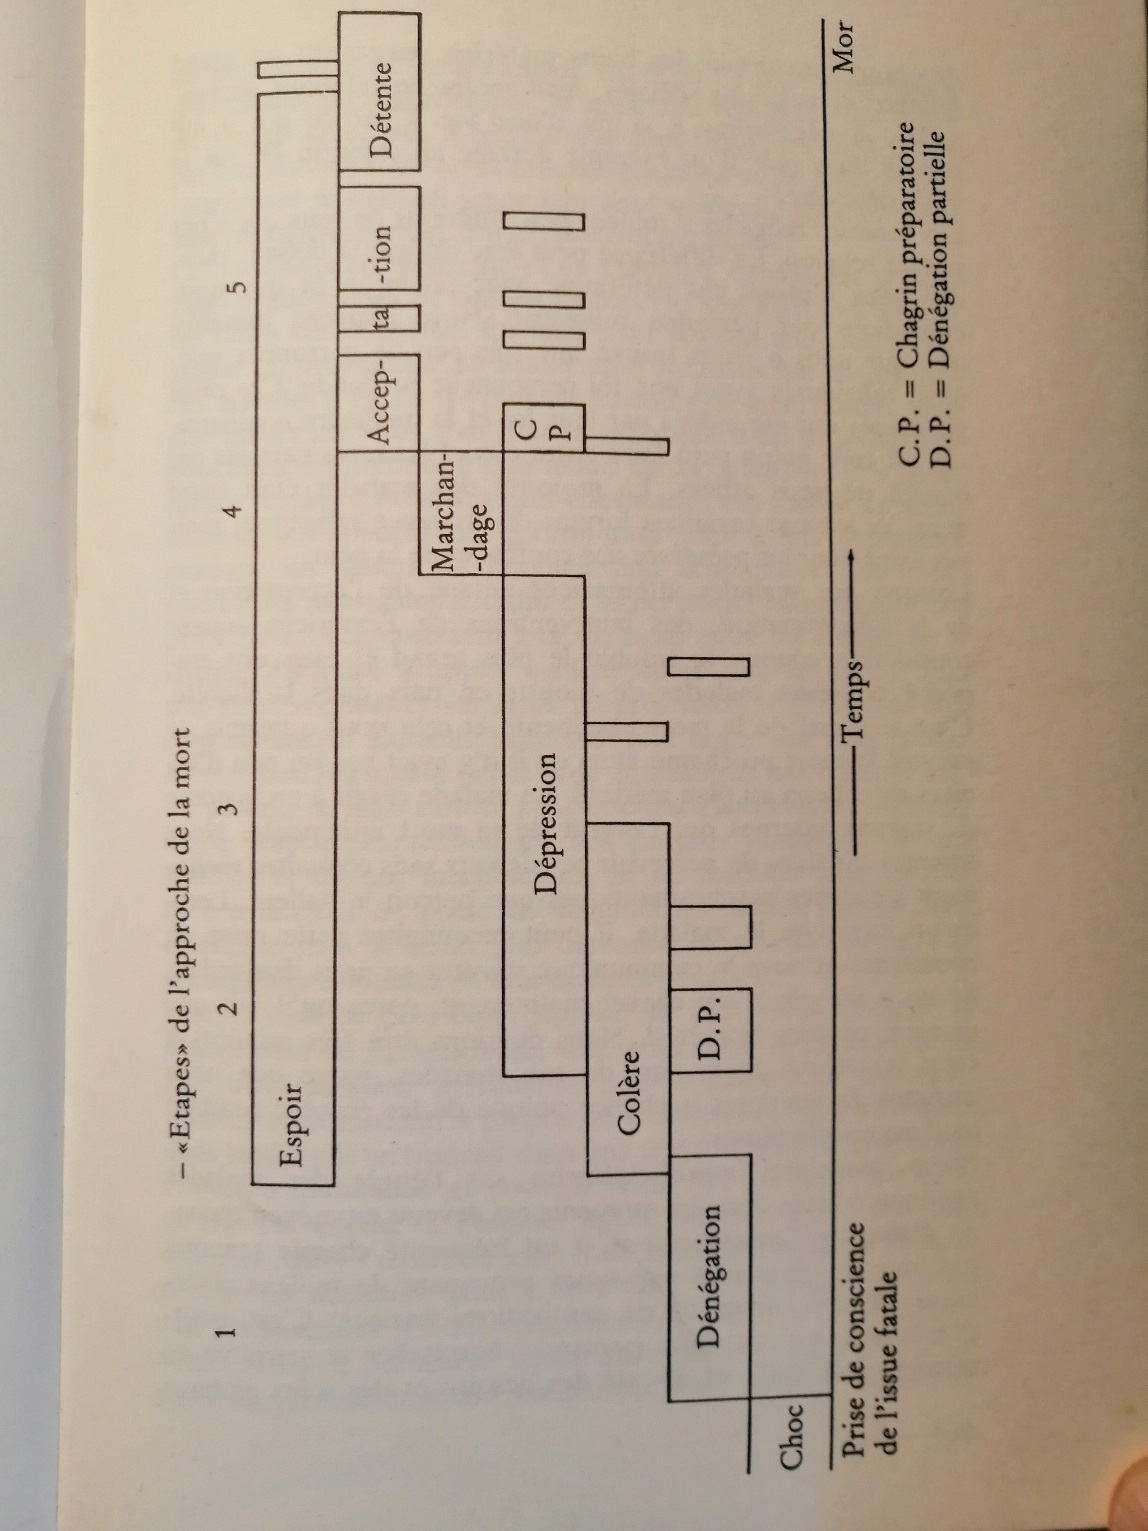 – «Etapes» de l'approche de la mort
1
2
3
4
5
Espoir
Accep-
ta
-tion
Détente
Marchan-
-dage
Dépression
C
P
Colère
Dénégation
D.P.
Choc
Prise de conscience
de l'issue fatale
Temps
Mor
C.P. = Chagrin préparatoire
D.P. = Dénégation partielle